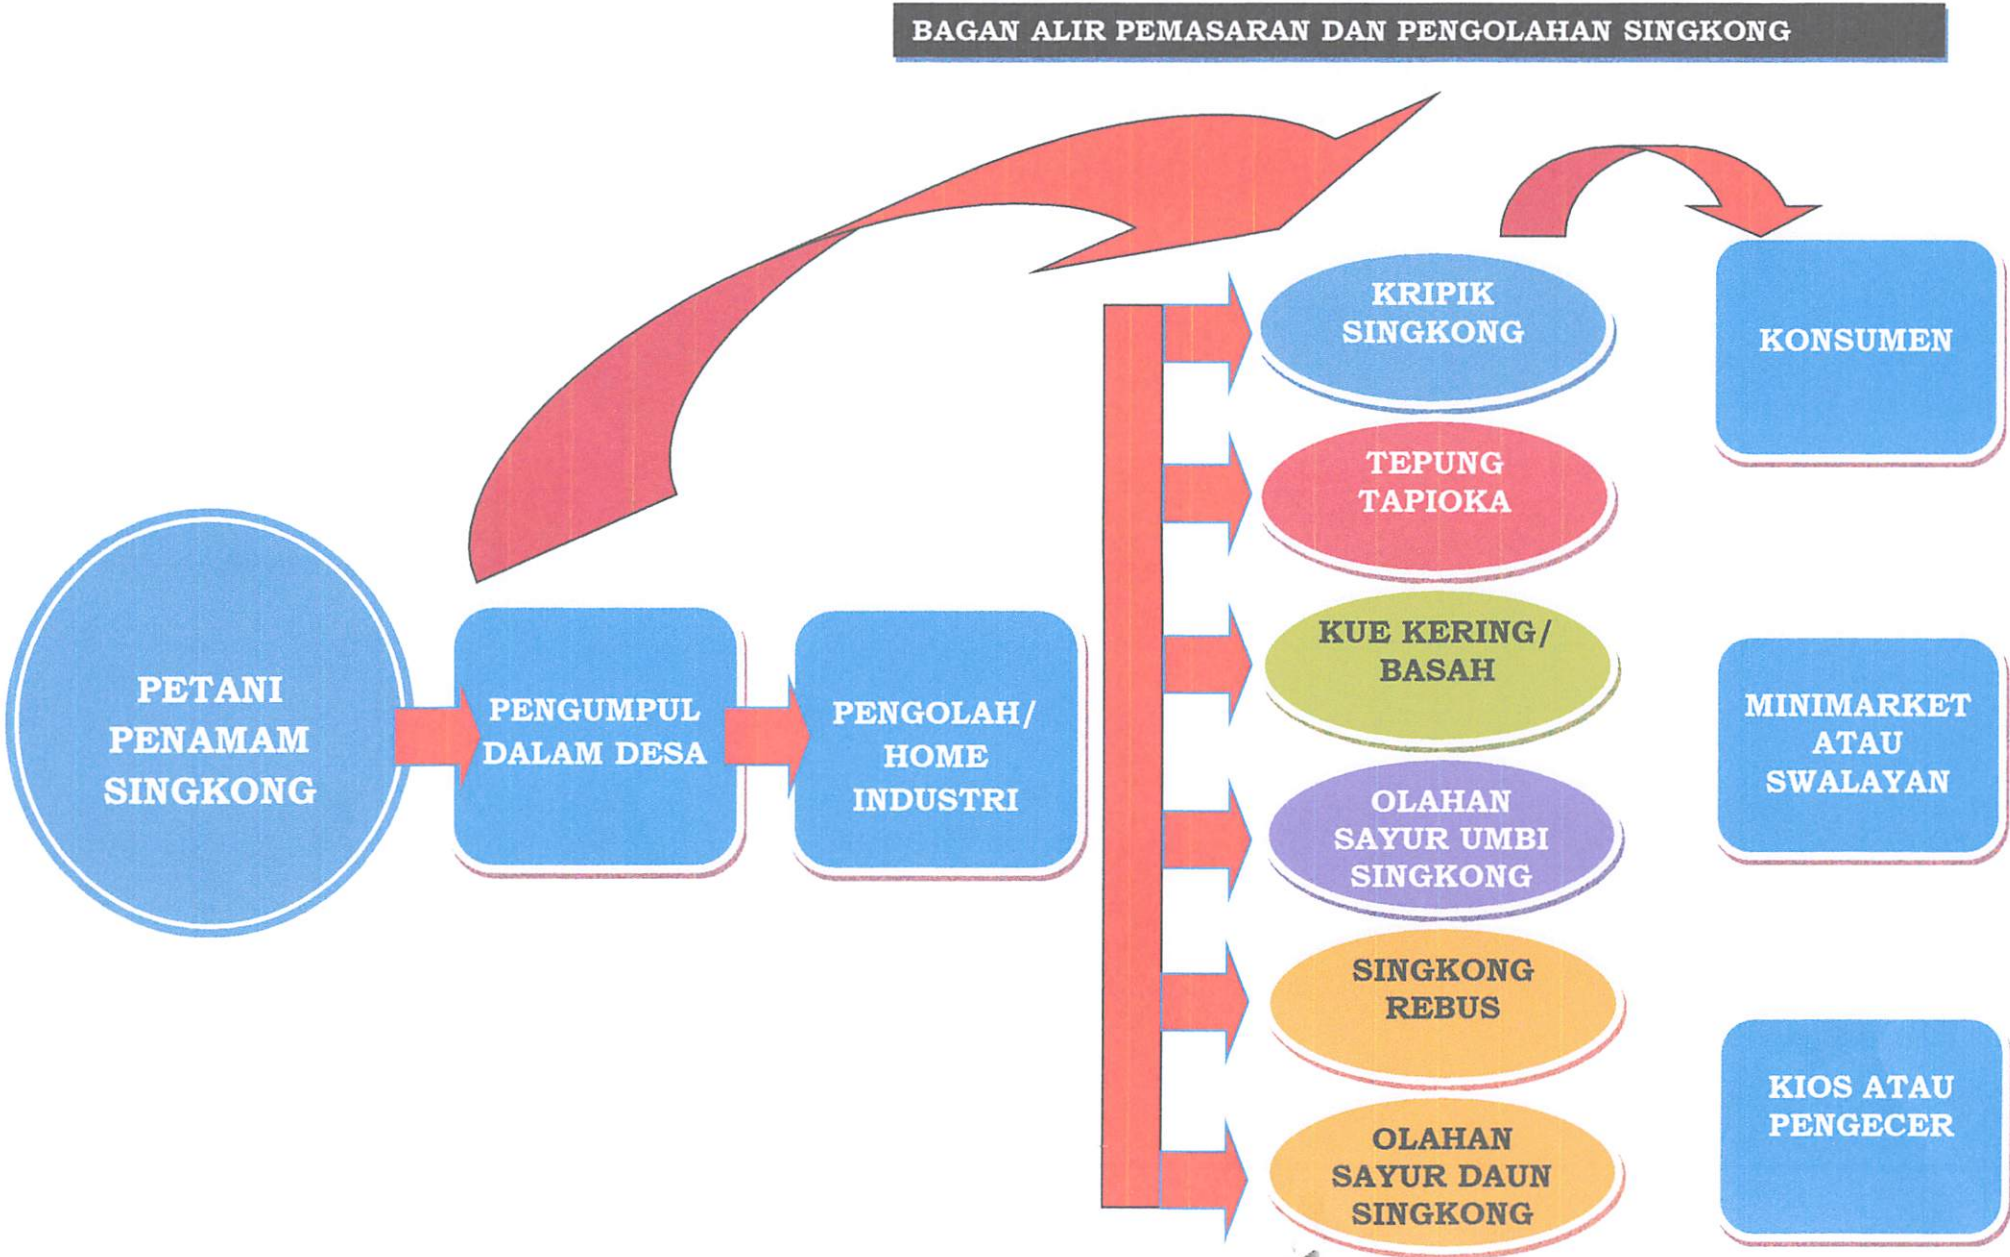 BAGAN ALIR PEMASARAN DAN PENGOLAHAN SINGKONG
PETANI
PENAMAM
SINGKONG
PENGUMPUL
DALAM DESA
PENGOLAH/
HOME
INDUSTRI
KRIPIK
SINGKONG
TEPUNG
TAPIOKA
KUE KERING/
BASAH
OLAHAN
SAYUR UMBI
SINGKONG
SINGKONG
REBUS
OLAHAN
SAYUR DAUN
SINGKONG
KONSUMEN
MINIMARKET
ATAU
SWALAYAN
KIOS ATAU
PENGECER